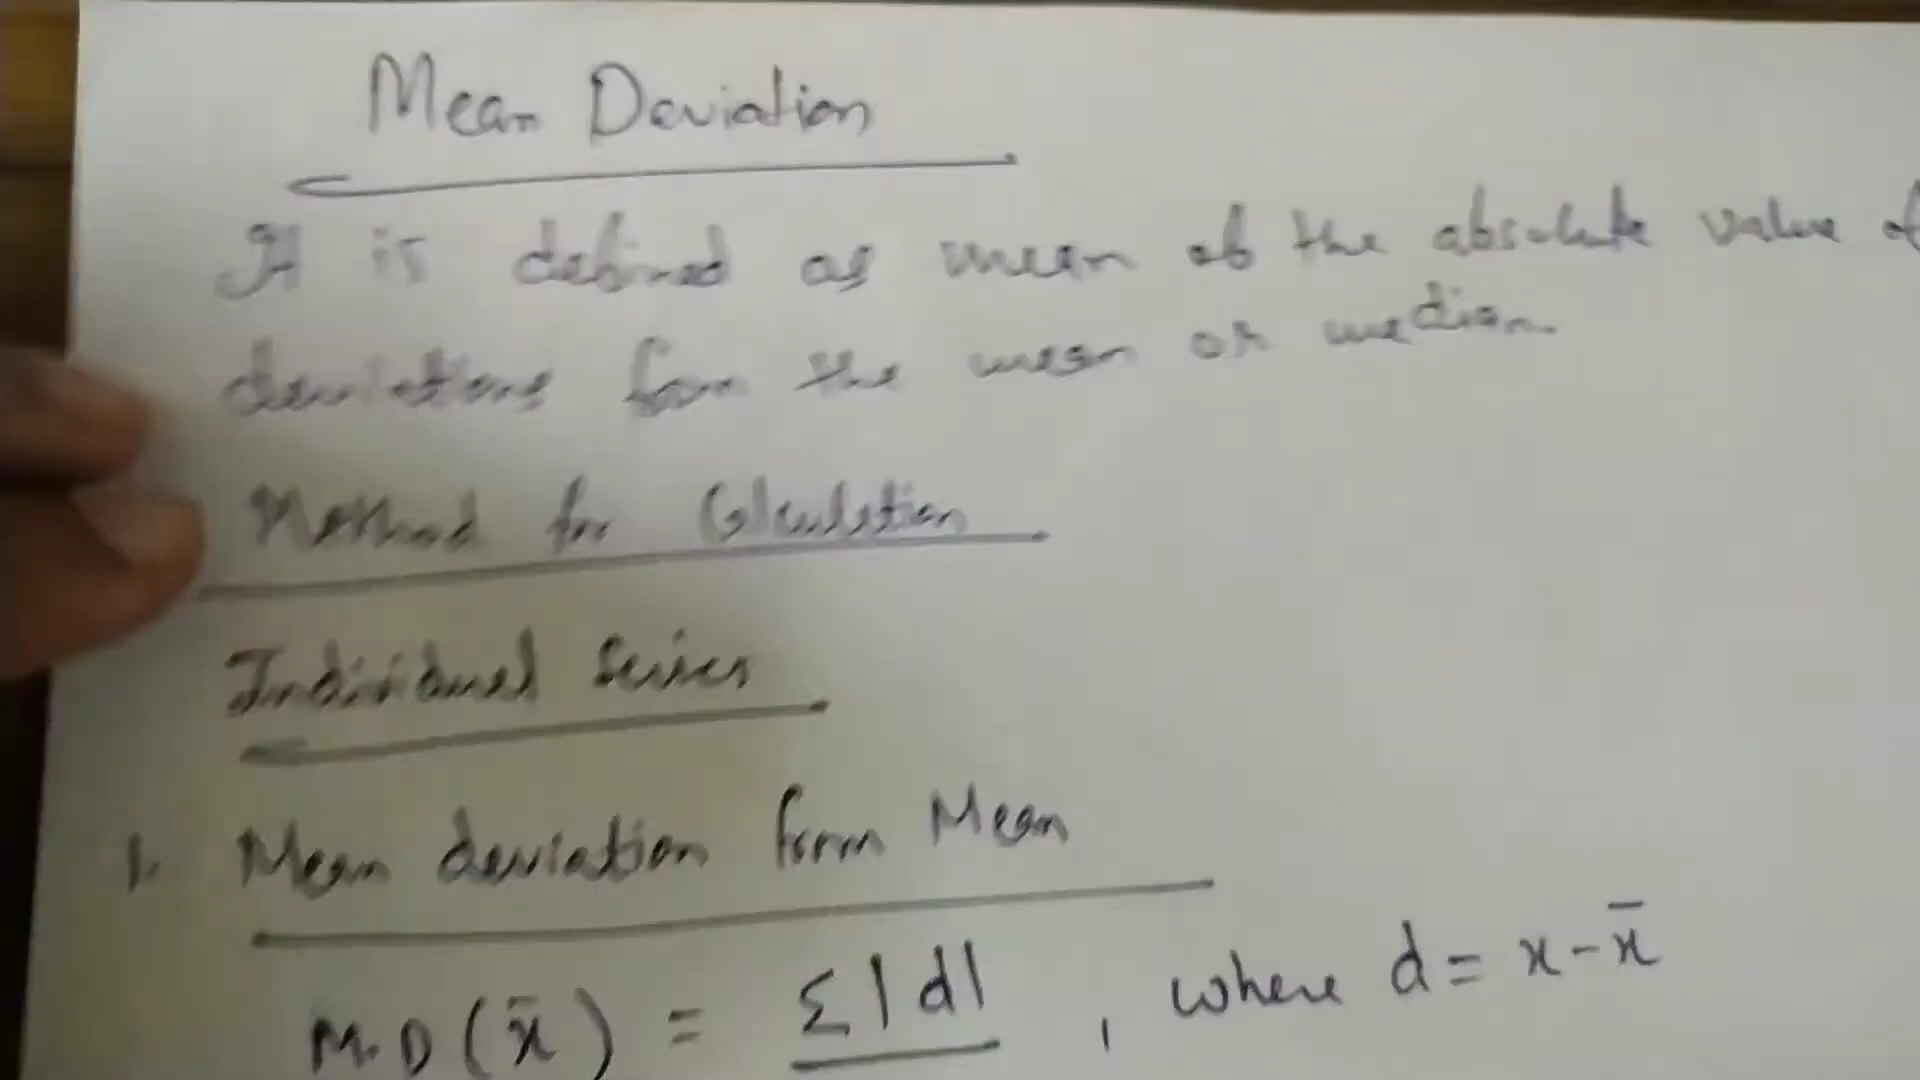 Mean Deviation
It is defined as mean of the absolute value of
deviations from the mean or median.
Method for Calculation
Individual Series
1. Mean deviation form Mean
M.D (x̄) = Σ|d| , where d = x - x̄